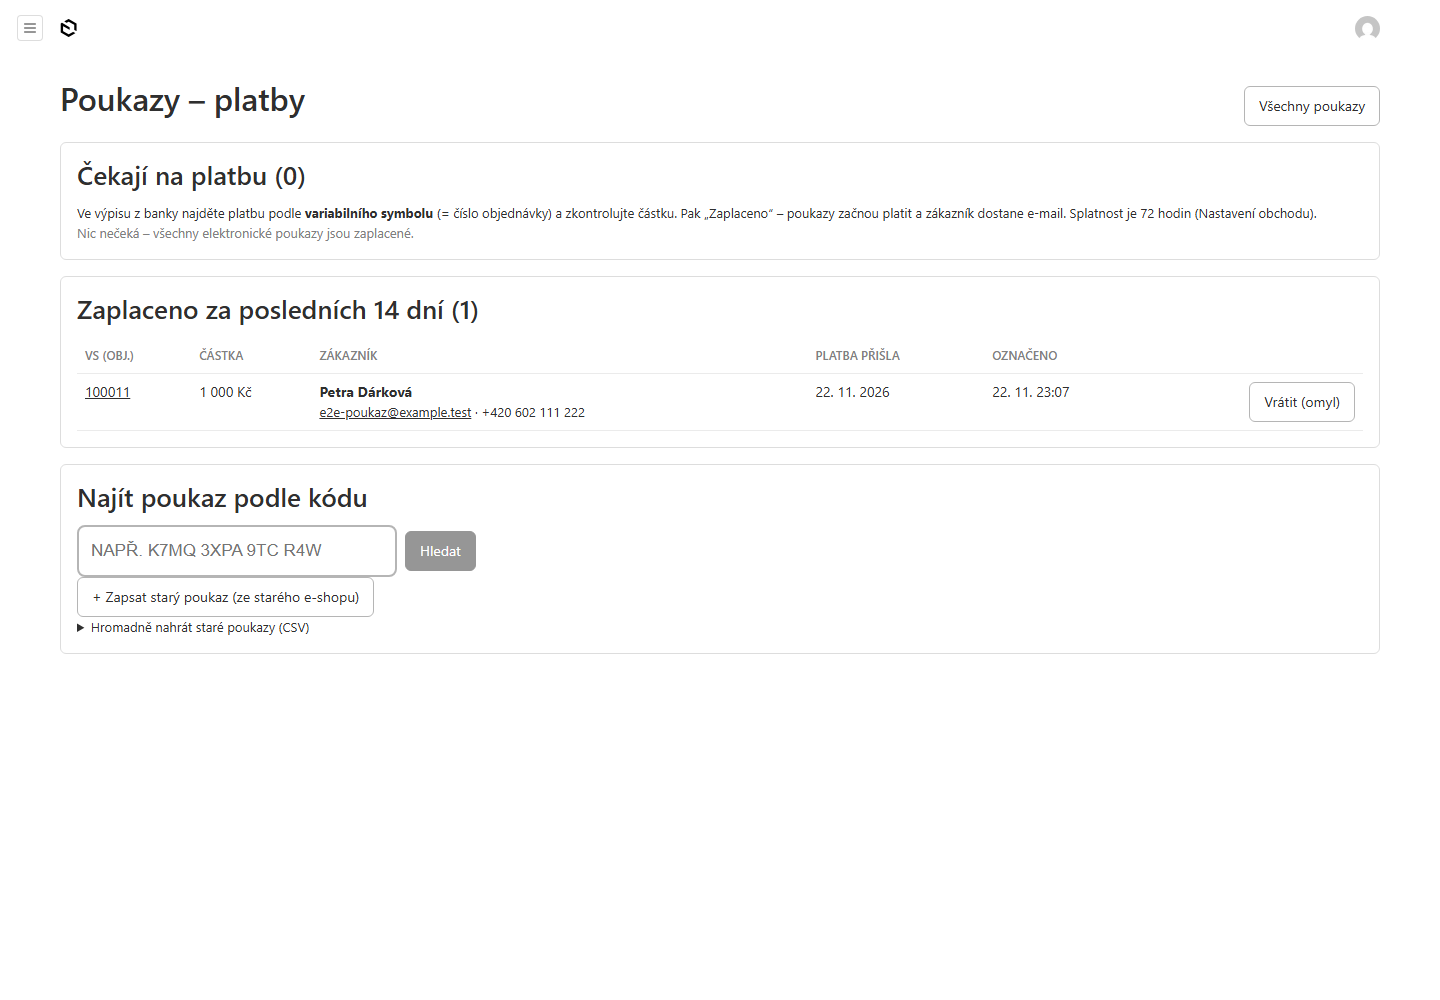 Poukazy – platby
Všechny poukazy
Čekají na platbu (0)
Ve výpisu z banky najděte platbu podle variabilního symbolu (= číslo objednávky) a zkontrolujte částku. Pak „Zaplaceno“ – poukazy začnou platit a zákazník dostane e-mail. Splatnost je 72 hodin (Nastavení obchodu).
Nic nečeká – všechny elektronické poukazy jsou zaplacené.
Zaplaceno za posledních 14 dní (1)
VS (OBJ.) ČÁSTKA ZÁKAZNÍK PLATBA PŘIŠLA OZNAČENO
100011 1 000 Kč Petra Dárková 22. 11. 2026 22. 11. 23:07 Vrátit (omyl)
e2e-poukaz@example.test · +420 602 111 222
Najít poukaz podle kódu
NAPŘ. K7MQ 3XPA 9TC R4W Hledat
+ Zapsat starý poukaz (ze starého e-shopu)
Hromadně nahrát staré poukazy (CSV)